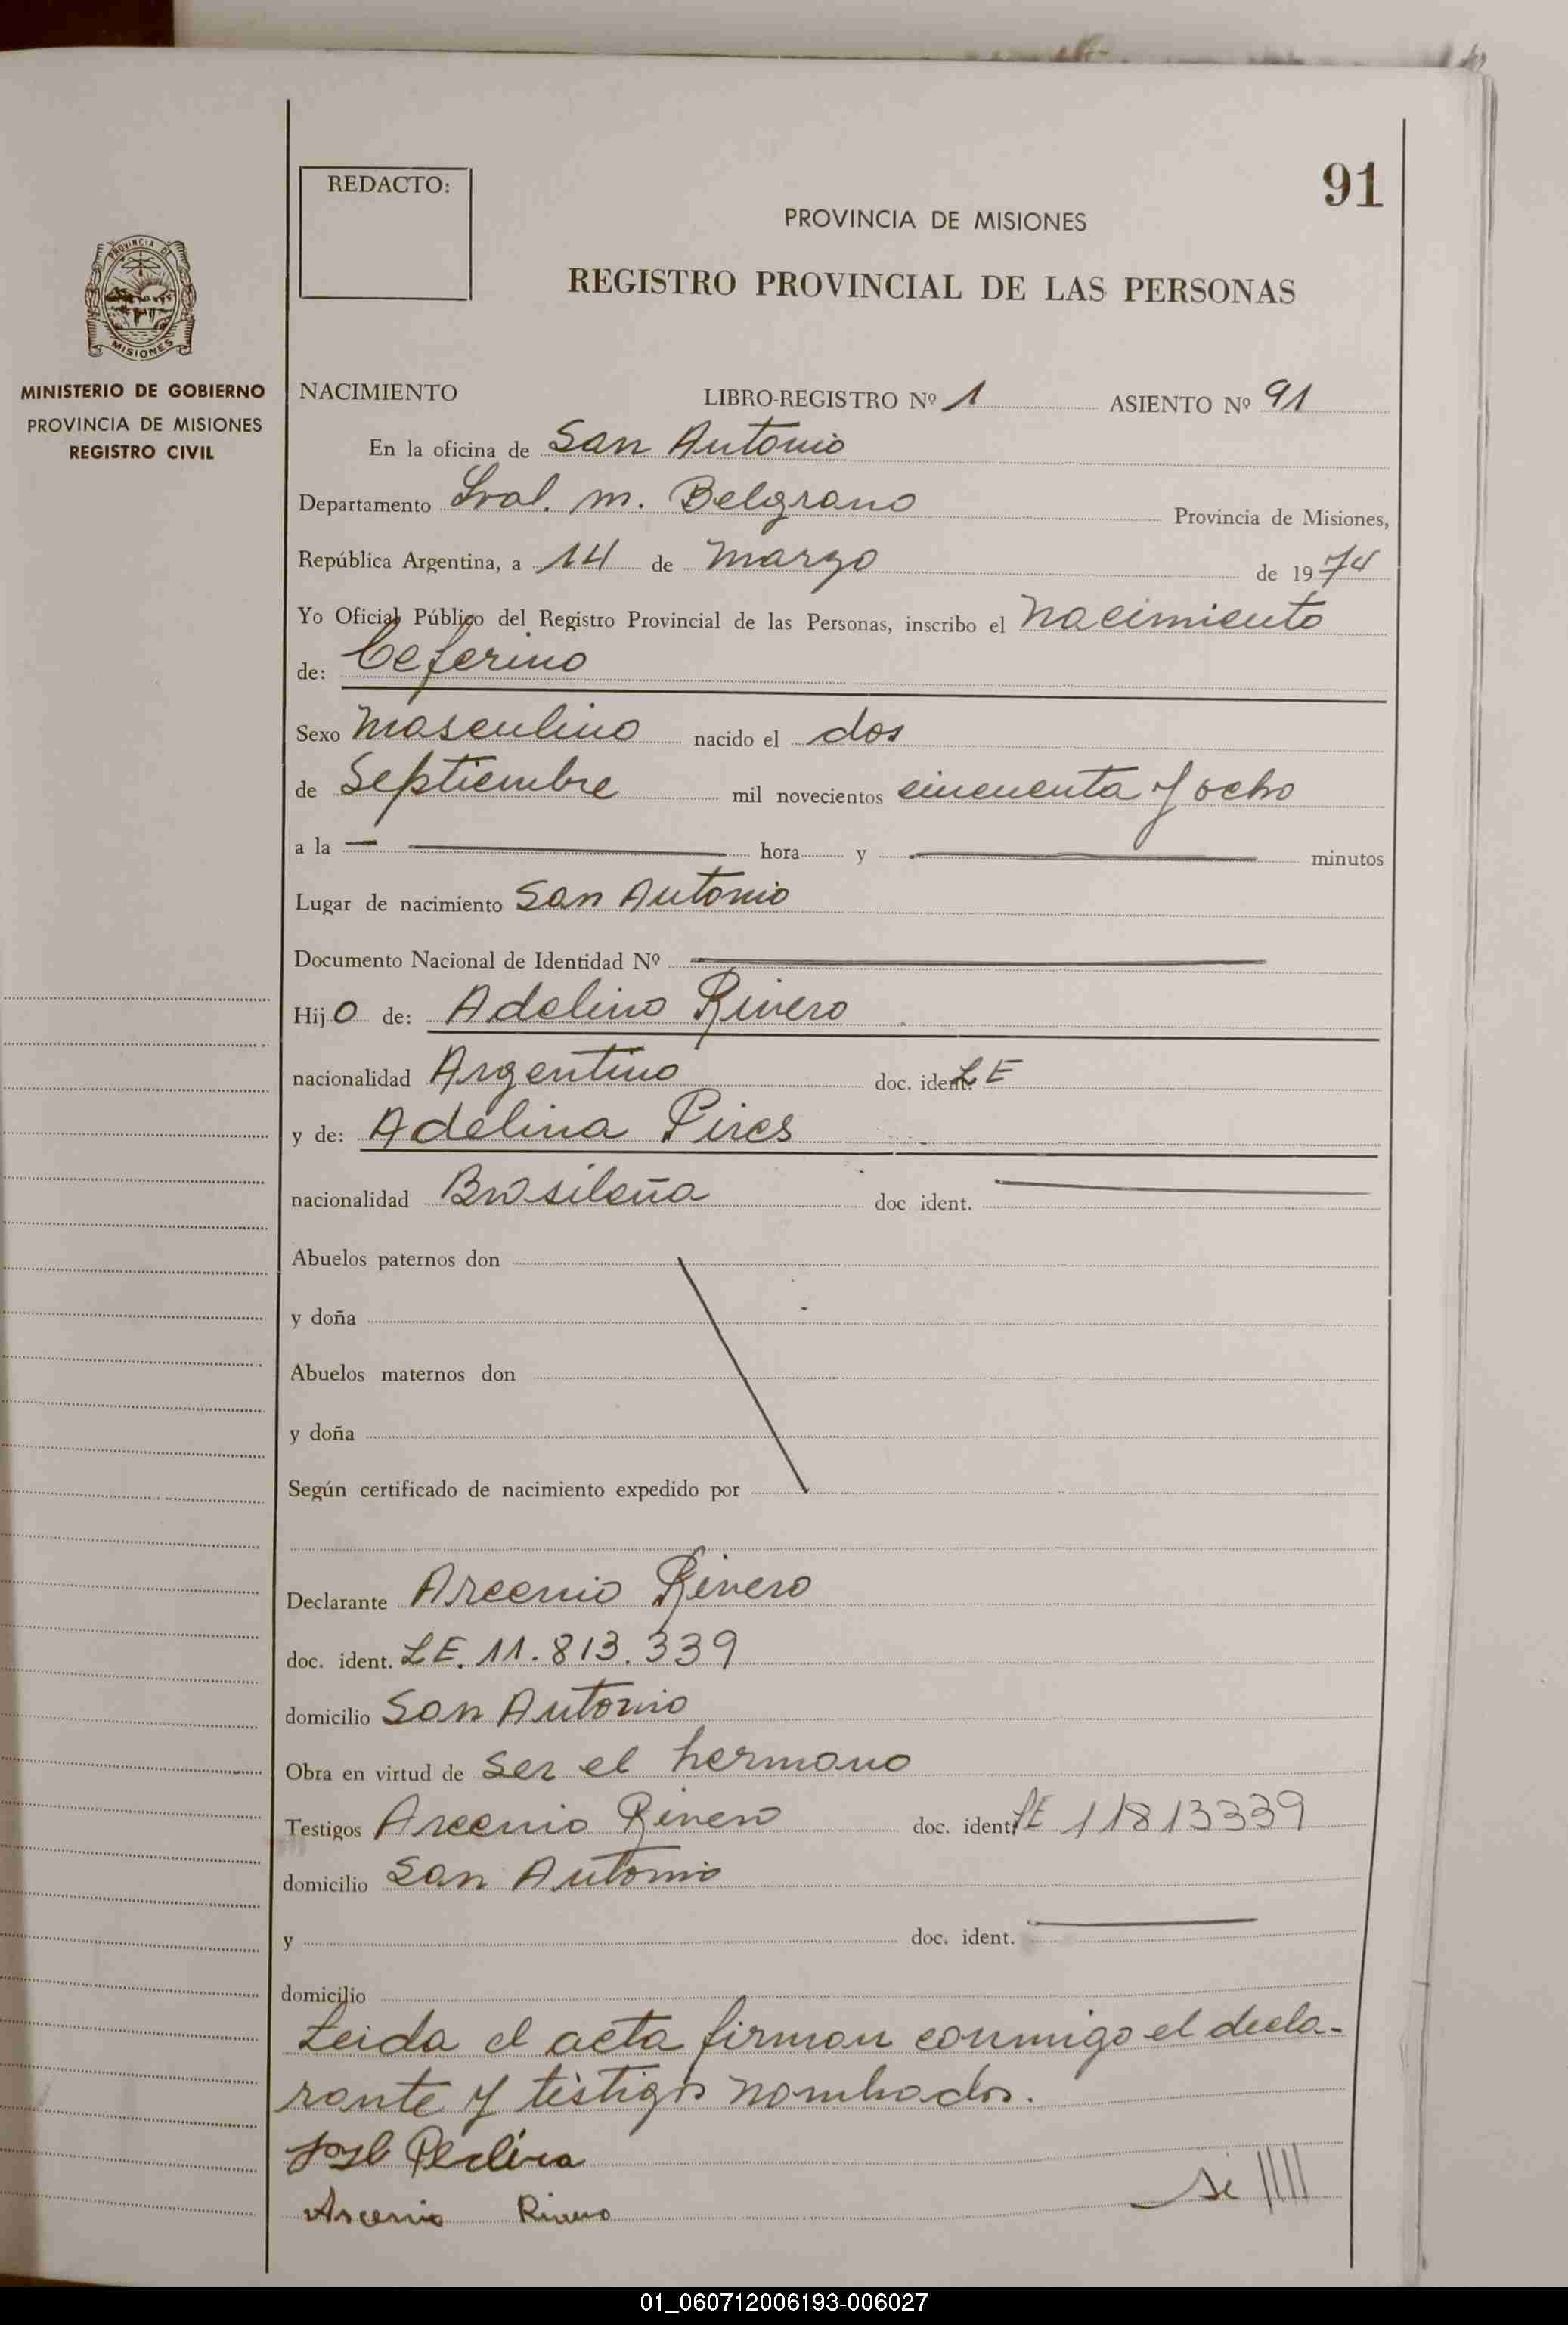 91
REDACTO:
PROVINCIA DE MISIONES
REGISTRO PROVINCIAL DE LAS PERSONAS
PROVINCIA DE
MISIONES
MINISTERIO DE GOBIERNO
PROVINCIA DE MISIONES
REGISTRO CIVIL
NACIMIENTO LIBRO-REGISTRO Nº 1 ASIENTO Nº 91
En la oficina de San Antonio
Departamento Gral. M. Belgrano Provincia de Misiones,
República Argentina, a 14 de Marzo de 1974
Yo Oficial Público del Registro Provincial de las Personas, inscribo el Nacimiento
de: Ceferino
Sexo Masculino nacido el dos
de Septiembre mil novecientos cincuenta y ocho
a la — hora y minutos
Lugar de nacimiento San Antonio
Documento Nacional de Identidad Nº
Hijo de: Adelino Rivero
nacionalidad Argentino doc. ident. LE
y de: Adelina Pires
nacionalidad Brasileña doc ident.
Abuelos paternos don
y doña
Abuelos maternos don
y doña
Según certificado de nacimiento expedido por
Declarante Arcenio Rivero
doc. ident. LE. 11.813.339
domicilio San Antonio
Obra en virtud de ser el hermano
Testigos Arcenio Rivero doc. ident. LE 11813339
domicilio San Antonio
y doc. ident.
domicilio
Leida el acta firman conmigo el decla-
rante y testigos nombrados.
Arcenio Rivero
01_060712006193-006027